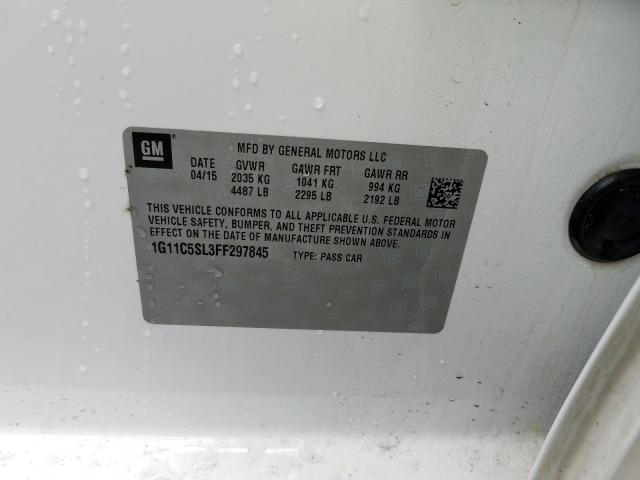 GM
MFD BY GENERAL MOTORS LLC
DATE GVWR GAWR FRT GAWR RR
04/15 2035 KG 1041 KG 994 KG
4487 LB 2295 LB 2192 LB
THIS VEHICLE CONFORMS TO ALL APPLICABLE U.S. FEDERAL MOTOR
VEHICLE SAFETY, BUMPER, AND THEFT PREVENTION STANDARDS IN
EFFECT ON THE DATE OF MANUFACTURE SHOWN ABOVE.
1G11C5SL3FF297845 TYPE: PASS CAR